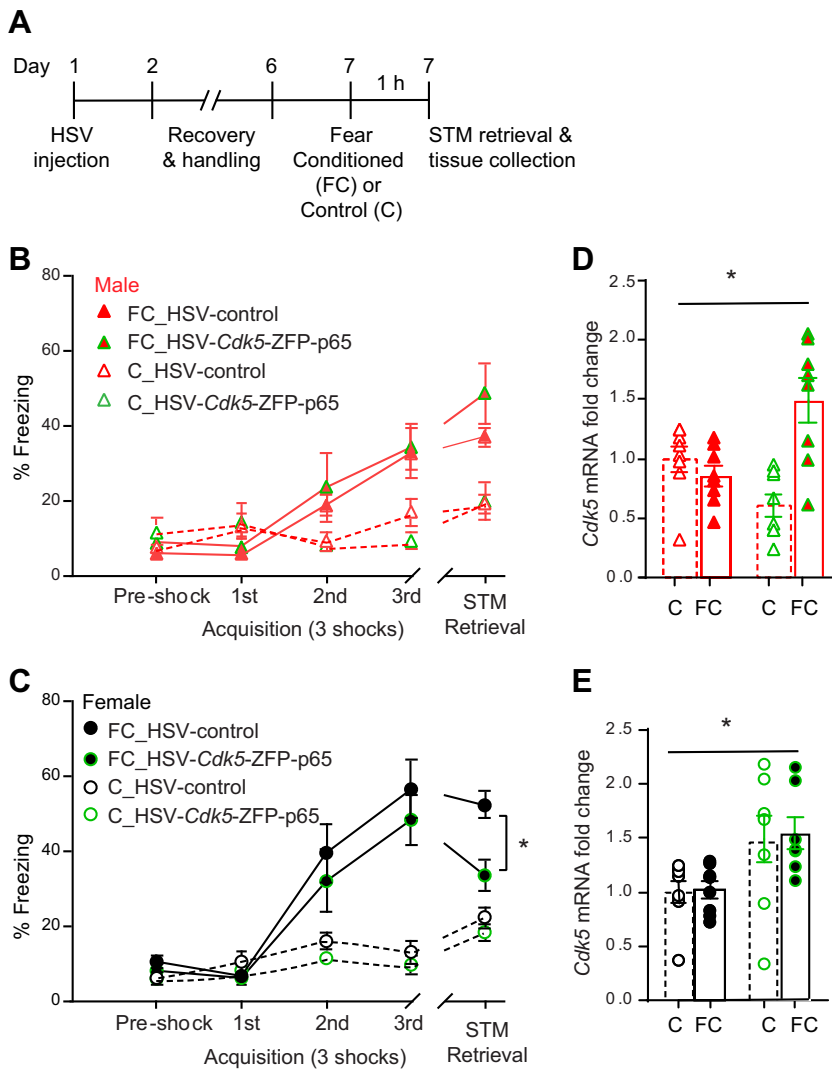 A
Day 1 2 6 7 7
1 h
HSV injection
Recovery & handling
Fear Conditioned (FC) or Control (C)
STM retrieval & tissue collection
B
80
60
40
20
0
% Freezing
Male
FC_HSV-control
FC_HSV-Cdk5-ZFP-p65
C_HSV-control
C_HSV-Cdk5-ZFP-p65
Pre-shock 1st 2nd 3rd
STM
Acquisition (3 shocks)
Retrieval
D
2.5
2.0
1.5
1.0
0.5
0.0
Cdk5 mRNA fold change
*
C FC C FC
C
80
60
40
20
0
% Freezing
Female
FC_HSV-control
FC_HSV-Cdk5-ZFP-p65
C_HSV-control
C_HSV-Cdk5-ZFP-p65
*
Pre-shock 1st 2nd 3rd
STM
Acquisition (3 shocks)
Retrieval
E
2.5
2.0
1.5
1.0
0.5
0.0
Cdk5 mRNA fold change
*
C FC C FC